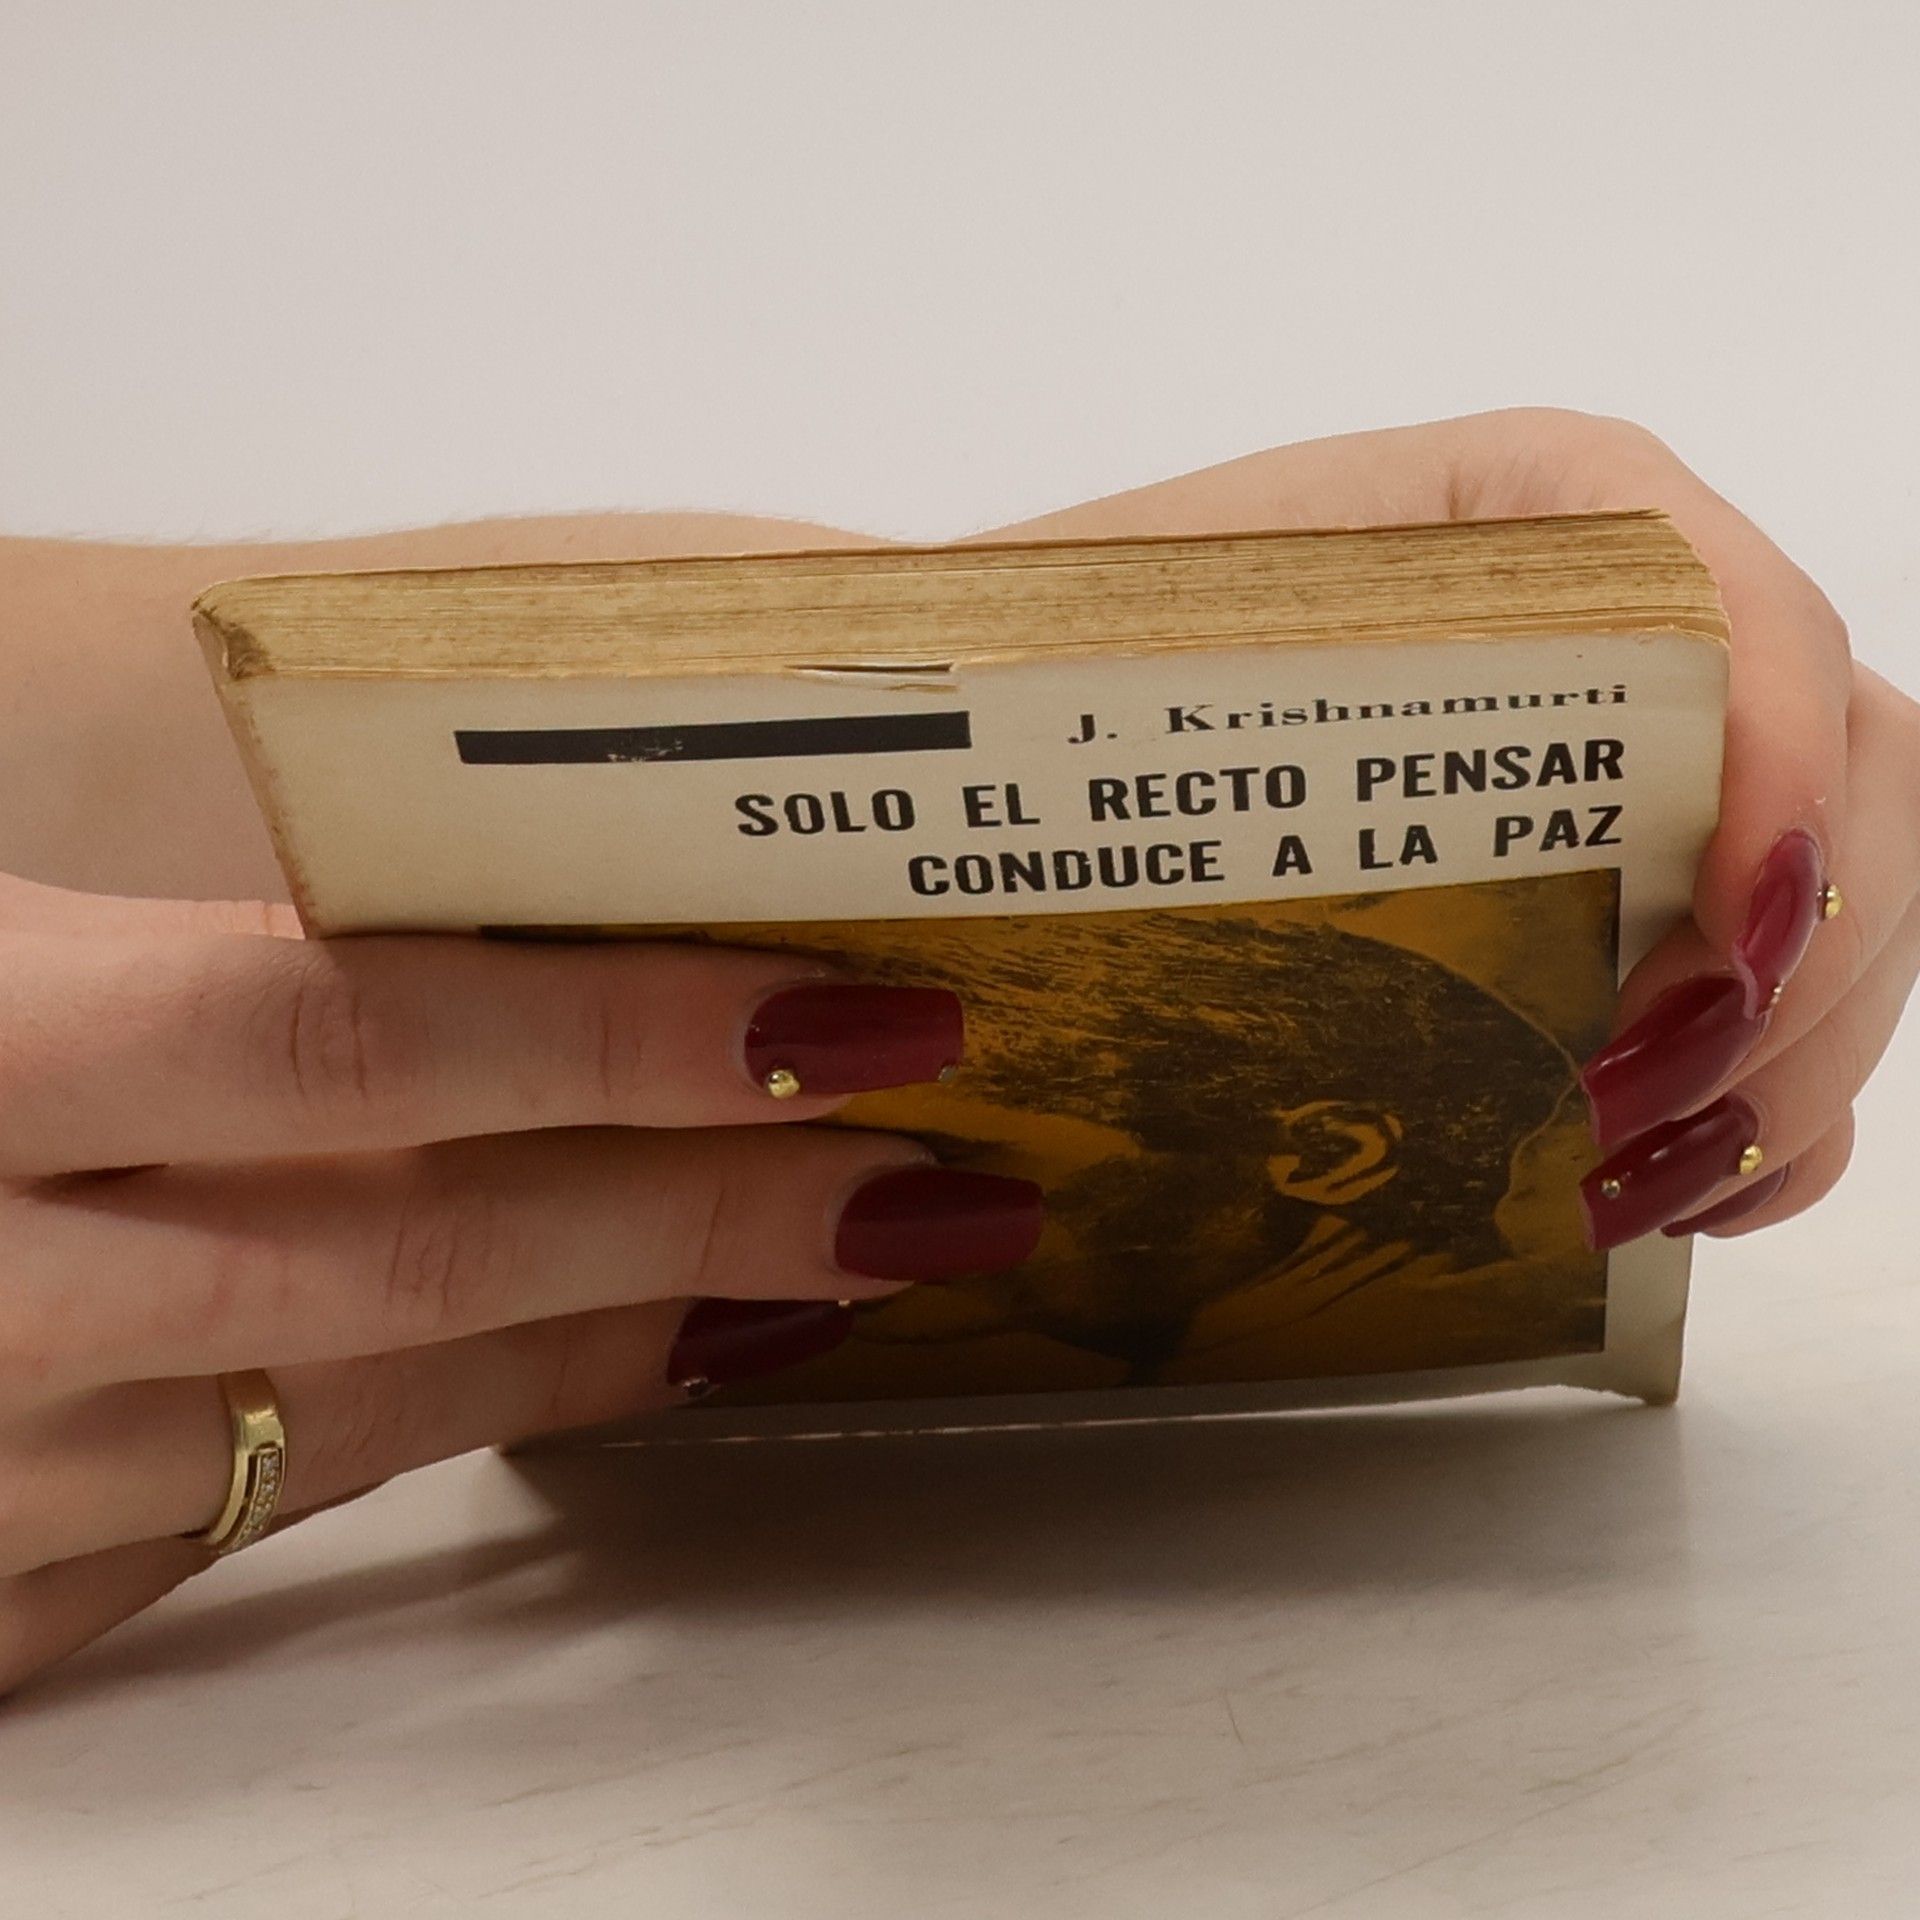 J. Krishnamurti
SOLO EL RECTO PENSAR
CONDUCE A LA PAZ